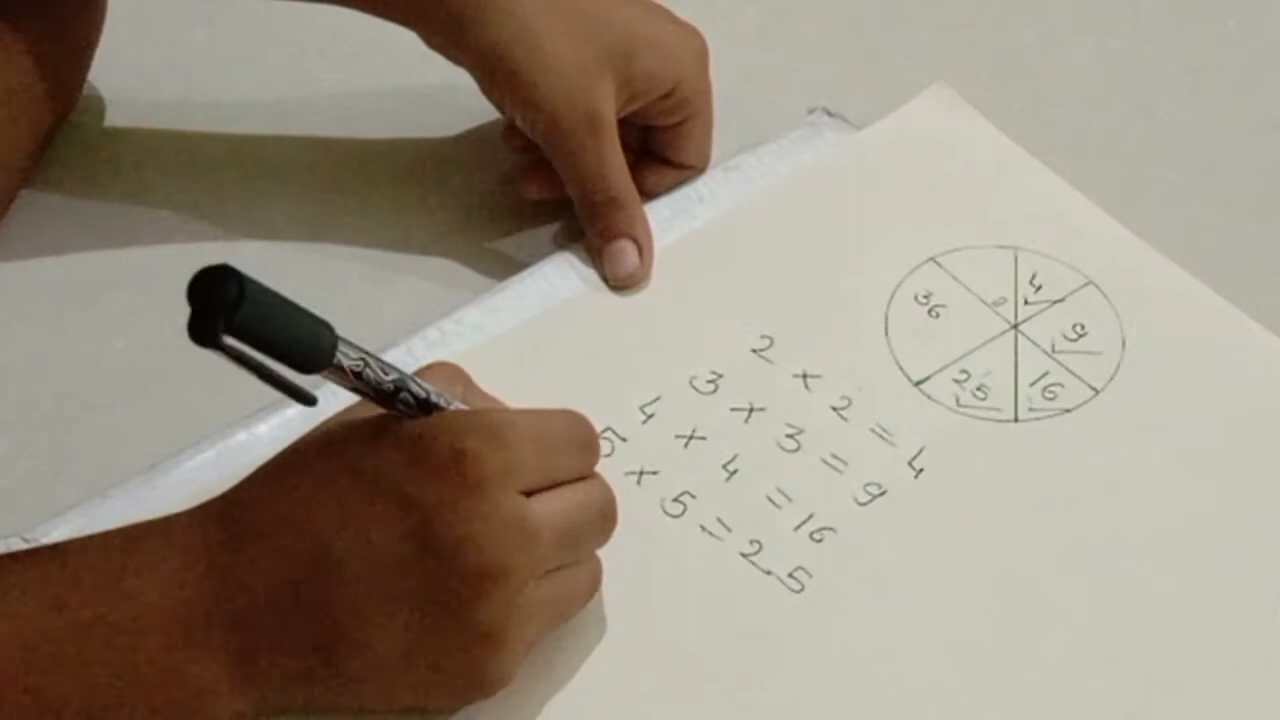 2 × 2 = 4
3 × 3 = 9
4 × 4 = 16
5 × 5 = 25
4
9
16
25
36